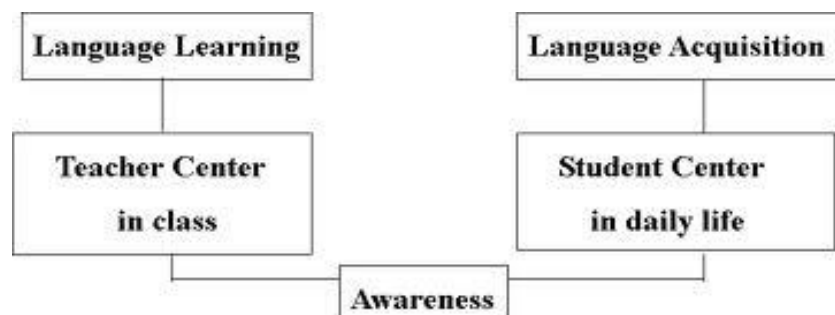 Language Learning
Language Acquisition
Teacher Center
in class
Student Center
in daily life
Awareness